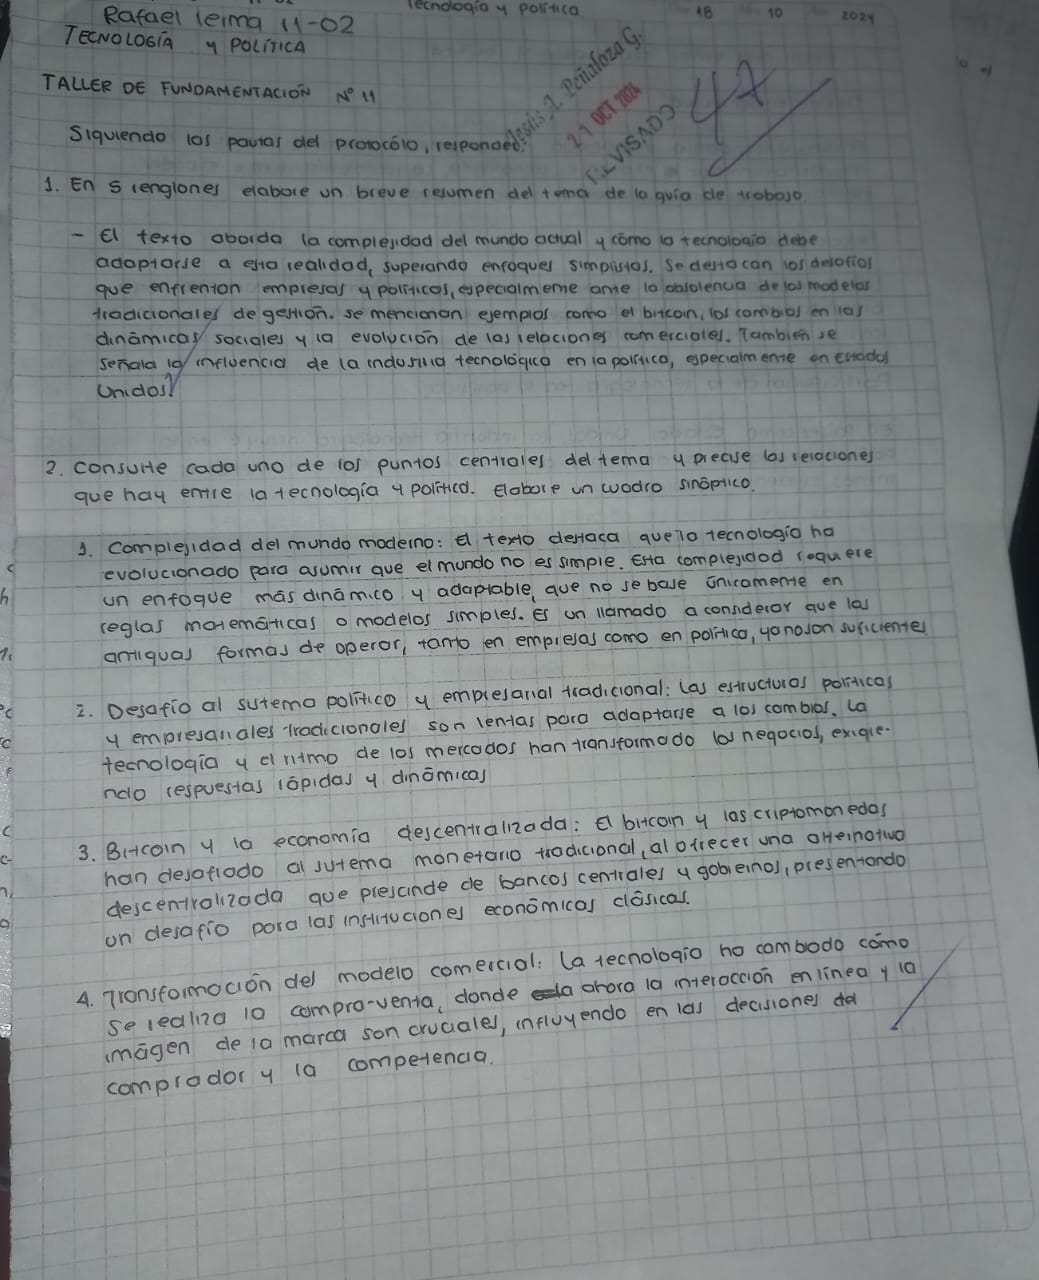 Tecnología y política 18 10 2024
Rafael lerma 11-02
TECNOLOGÍA y POLÍTICA
TALLER DE FUNDAMENTACION Nº 11
Peñaloza G.
21 OCT 2024
REVISADO
Siguiendo las pautas del protocólo, responder:
1. En 5 renglones elabore un breve resumen del tema de la guía de trabajo
- El texto aborda la complejidad del mundo actual y cómo la tecnología debe
adaptarse a esta realidad, superando enfoques simplistas. Se destacan los desafíos
que enfrentan empresas y políticos, especialmente ante la obsolencia de los modelos
tradicionales de gestión. se mencionan ejemplos como el bitcoin, los cambios en las
dinámicas sociales y la evolución de las relaciones comerciales. También se
señala la influencia de la industria tecnológica en la política, especialmente en Estados
Unidos.
2. Consulte cada uno de los puntos centrales del tema y precise las relaciones
que hay entre la tecnología y política. Elabore un cuadro sinóptico.
1. Complejidad del mundo moderno: El texto destaca que la tecnología ha
evolucionado para asumir que el mundo no es simple. Esta complejidad requiere
un enfoque más dinámico y adaptable, que no se base únicamente en
reglas matemáticas o modelos simples. Es un llamado a considerar que las
antiguas formas de operar, tanto en empresas como en política, ya no son suficientes
2. Desafío al sistema político y empresarial tradicional: Las estructuras políticas
y empresariales tradicionales son lentas para adaptarse a los cambios. La
tecnología y el ritmo de los mercados han transformado los negocios, exigie-
ndo respuestas rápidas y dinámicas
3. Bitcoin y la economía descentralizada: El bitcoin y las criptomonedas
han desafiado al sistema monetario tradicional, al ofrecer una alternativa
descentralizada que prescinde de bancos centrales y gobiernos, presentando
un desafío para las instituciones económicas clásicas.
4. Transformación del modelo comercial: La tecnología ha cambiado cómo
se realiza la compra-venta, donde ahora la interacción en línea y la
imágen de la marca son cruciales, influyendo en las decisiones del
comprador y la competencia.